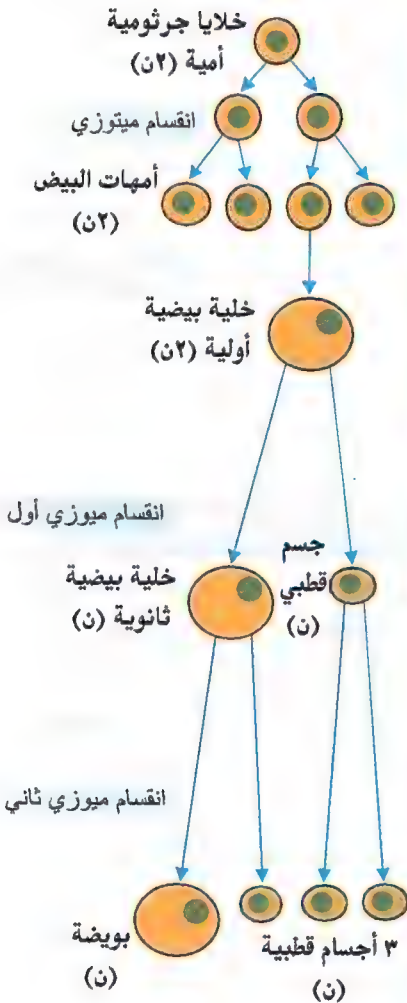 خلايا جرثومية
أمية (٢ن)
انقسام ميتوزي
أمهات البيض
(٢ن)
خلية بيضية
أولية (٢ن)
انقسام ميوزي أول
جسم
قطبي
(ن)
خلية بيضية
ثانوية (ن)
انقسام ميوزي ثاني
٣ أجسام قطبية
(ن)
بويضة
(ن)